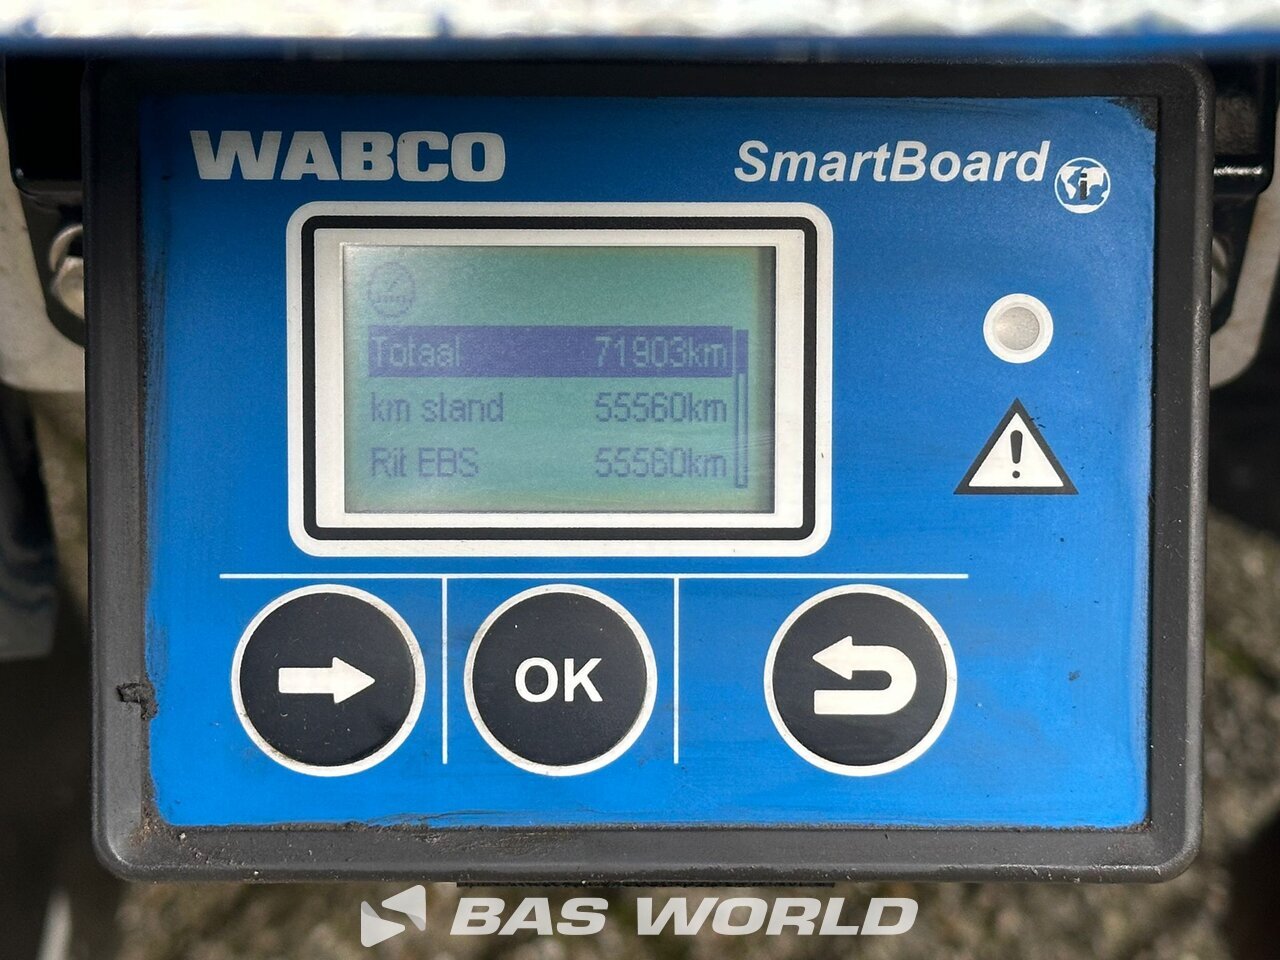 WABCO
SmartBoard
i
Totaal 71903km
km stand 55560km
Rit EBS 55560km
OK
BAS WORLD